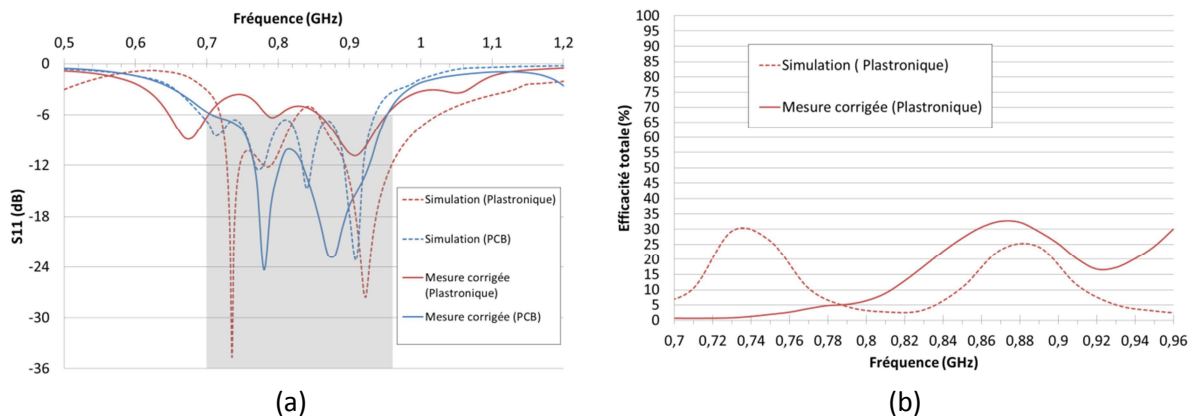 Fréquence (GHz)
0,5 0,6 0,7 0,8 0,9 1 1,1 1,2
0
-6
-12
-18
-24
-30
-36
S11 (dB)
Simulation (Plastronique)
Simulation (PCB)
Mesure corrigée
(Plastronique)
Mesure corrigée (PCB)
(a)
100
95
90
85
80
75
70
65
60
55
50
45
40
35
30
25
20
15
10
5
0
Efficacité totale (%)
Simulation ( Plastronique)
Mesure corrigée (Plastronique)
0,7 0,72 0,74 0,76 0,78 0,8 0,82 0,84 0,86 0,88 0,9 0,92 0,94 0,96
Fréquence (GHz)
(b)